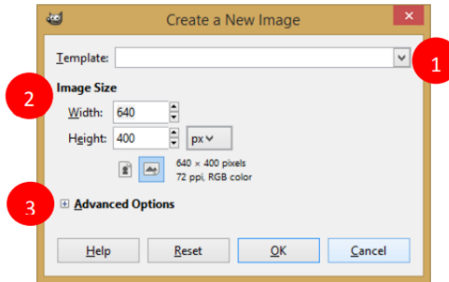 Create a New Image
Template:
1
Image Size
2
Width: 640
Height: 400 px
640 × 400 pixels
72 ppi, RGB color
3
Advanced Options
Help Reset OK Cancel